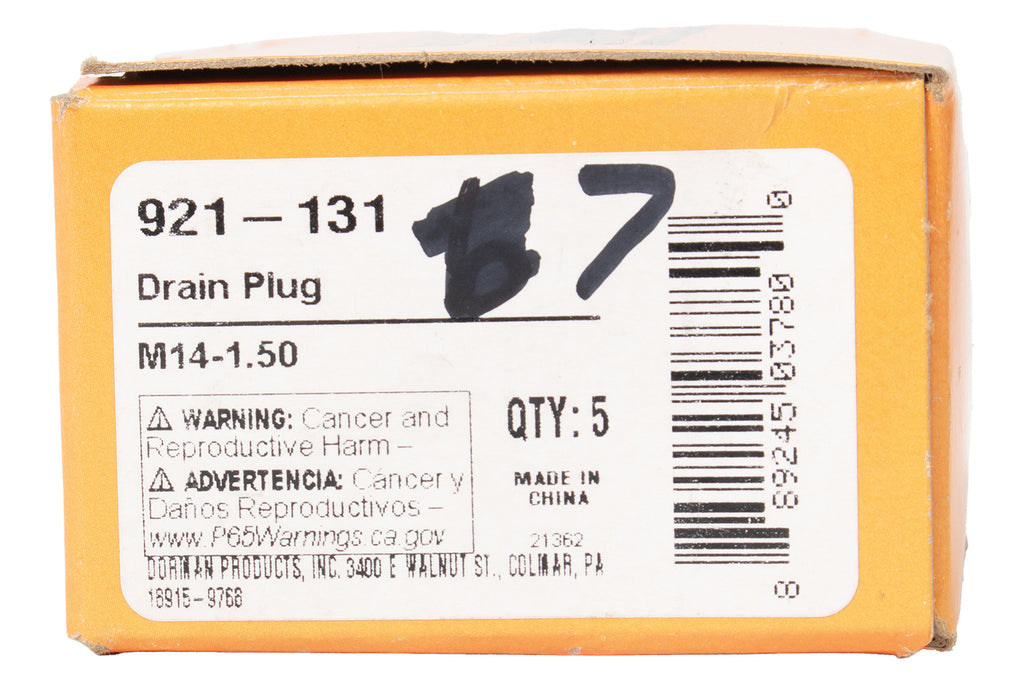 921-131
7
Drain Plug
M14-1.50
⚠ WARNING: Cancer and
Reproductive Harm –
⚠ ADVERTENCIA: Cáncer y
Daños Reproductivos –
www.P65Warnings.ca.gov
QTY: 5
MADE IN
CHINA
21362
DORMAN PRODUCTS, INC. 3400 E WALNUT ST., COLMAR, PA
18915-9768
8 89245 03780 0